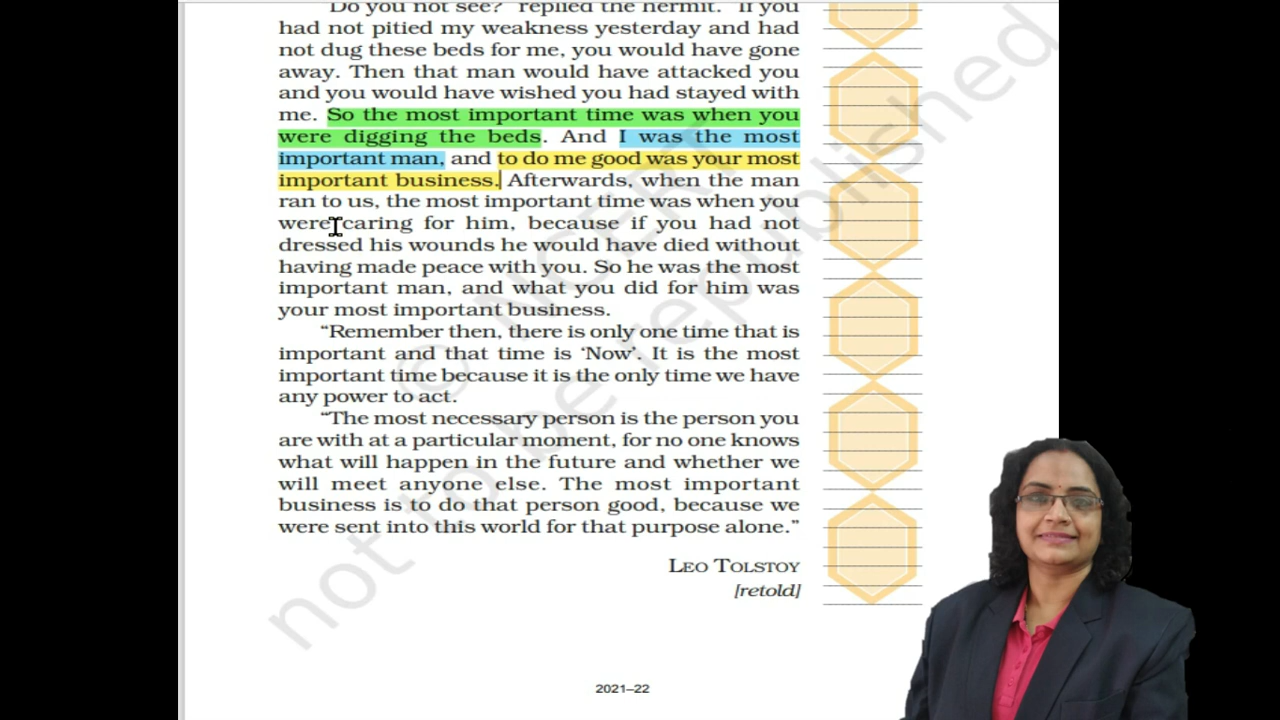 "Do you not see?" replied the hermit. "If you
had not pitied my weakness yesterday and had
not dug these beds for me, you would have gone
away. Then that man would have attacked you
and you would have wished you had stayed with
me. So the most important time was when you
were digging the beds. And I was the most
important man, and to do me good was your most
important business. Afterwards, when the man
ran to us, the most important time was when you
were caring for him, because if you had not
dressed his wounds he would have died without
having made peace with you. So he was the most
important man, and what you did for him was
your most important business.
“Remember then, there is only one time that is
important and that time is ‘Now’. It is the most
important time because it is the only time we have
any power to act.
“The most necessary person is the person you
are with at a particular moment, for no one knows
what will happen in the future and whether we
will meet anyone else. The most important
business is to do that person good, because we
were sent into this world for that purpose alone.”
LEO TOLSTOY
[retold]
2021–22
© NCERT
not to be republished